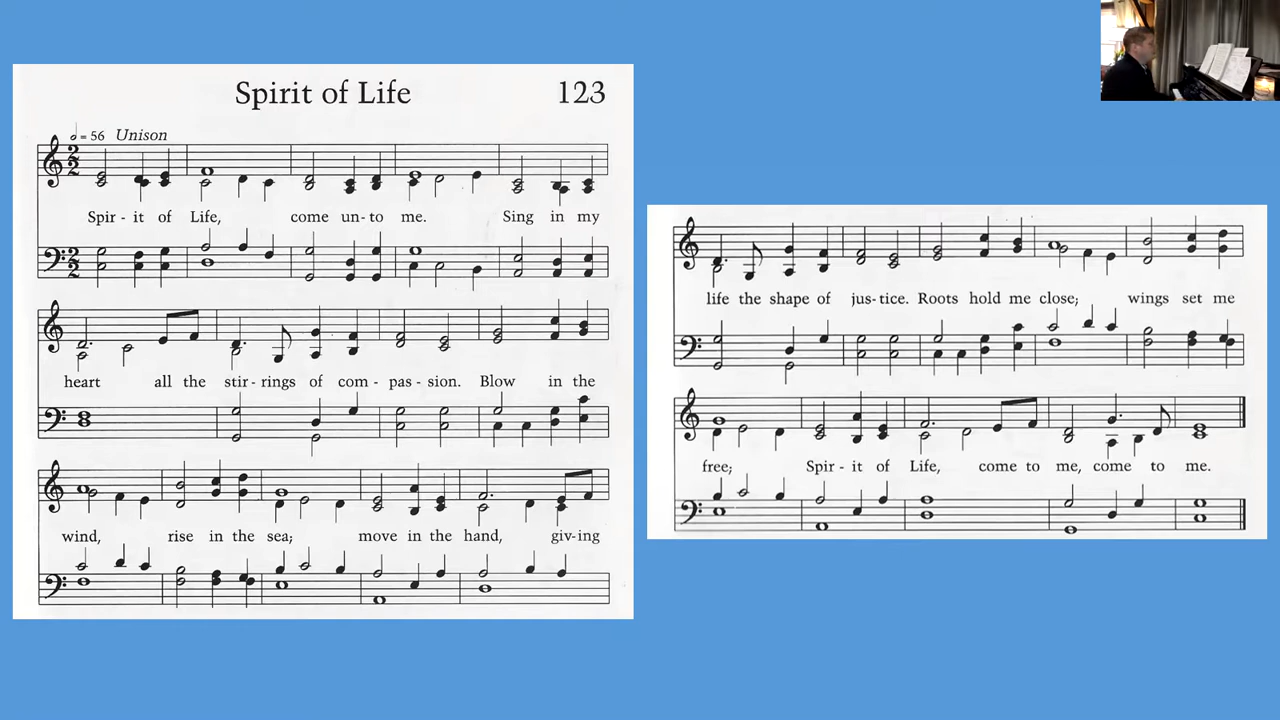 Spirit of Life 123
= 56 Unison
Spir - it of Life, come un - to me. Sing in my
heart all the stir - rings of com - pas - sion. Blow in the
wind, rise in the sea; move in the hand, giv - ing
life the shape of jus - tice. Roots hold me close; wings set me
free; Spir - it of Life, come to me, come to me.